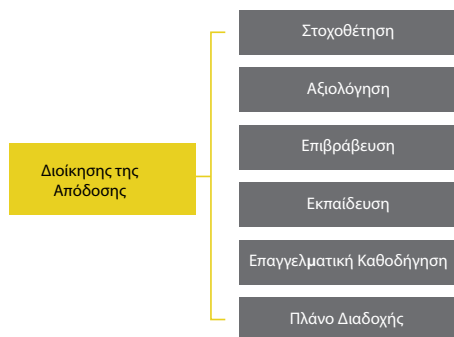 Στοχοθέτηση
Αξιολόγηση
Επιβράβευση
Διοίκησης της
Απόδοσης
Εκπαίδευση
Επαγγελματική Καθοδήγηση
Πλάνο Διαδοχής